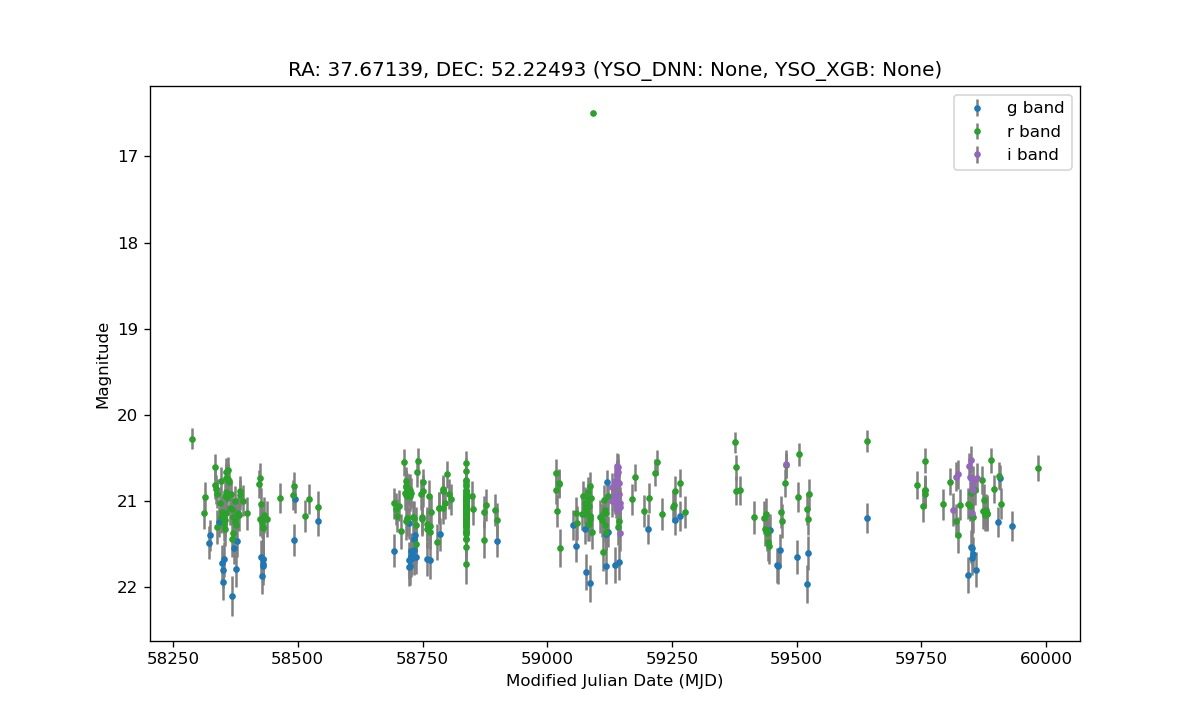 RA: 37.67139, DEC: 52.22493 (YSO_DNN: None, YSO_XGB: None)
g band
r band
i band
17
18
19
20
21
22
Magnitude
58250 58500 58750 59000 59250 59500 59750 60000
Modified Julian Date (MJD)